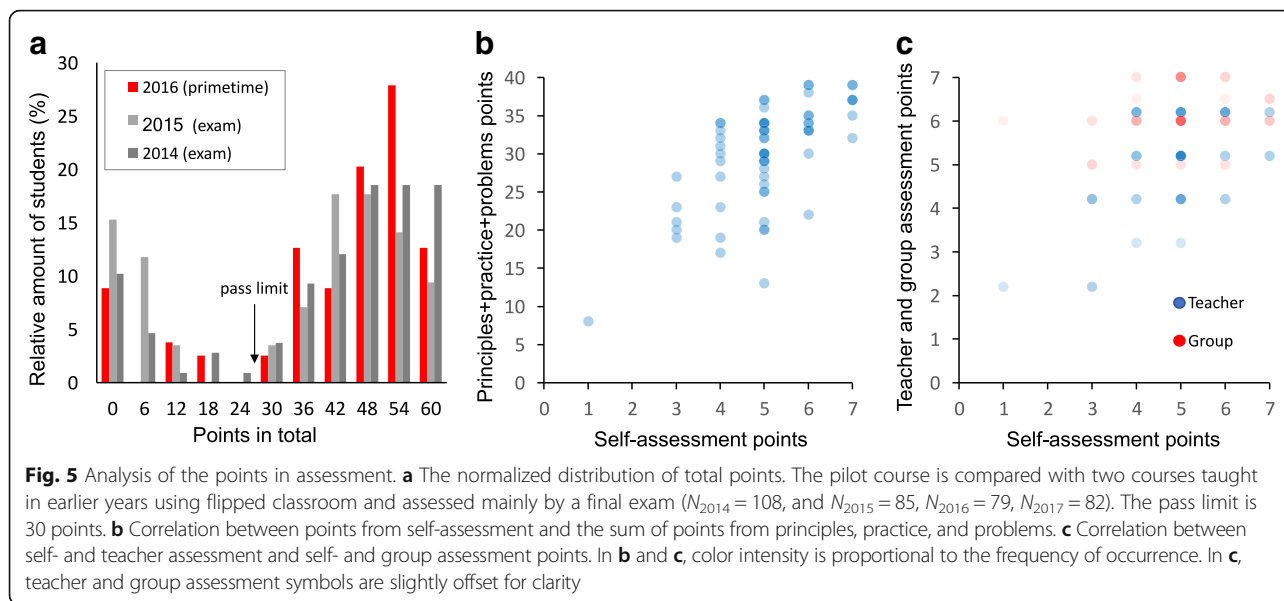 a
Relative amount of students (%)
30
25
20
15
10
5
0
2016 (primetime)
2015 (exam)
2014 (exam)
pass limit
0 6 12 18 24 30 36 42 48 54 60
Points in total
b
Principles+practice+problems points
40
35
30
25
20
15
10
5
0
0 1 2 3 4 5 6 7
Self-assessment points
c
Teacher and group assessment points
7
6
5
4
3
2
1
0
Teacher
Group
0 1 2 3 4 5 6 7
Self-assessment points
Fig. 5 Analysis of the points in assessment. a The normalized distribution of total points. The pilot course is compared with two courses taught
in earlier years using flipped classroom and assessed mainly by a final exam (N2014 = 108, and N2015 = 85, N2016 = 79, N2017 = 82). The pass limit is
30 points. b Correlation between points from self-assessment and the sum of points from principles, practice, and problems. c Correlation between
self- and teacher assessment and self- and group assessment points. In b and c, color intensity is proportional to the frequency of occurrence. In c,
teacher and group assessment symbols are slightly offset for clarity